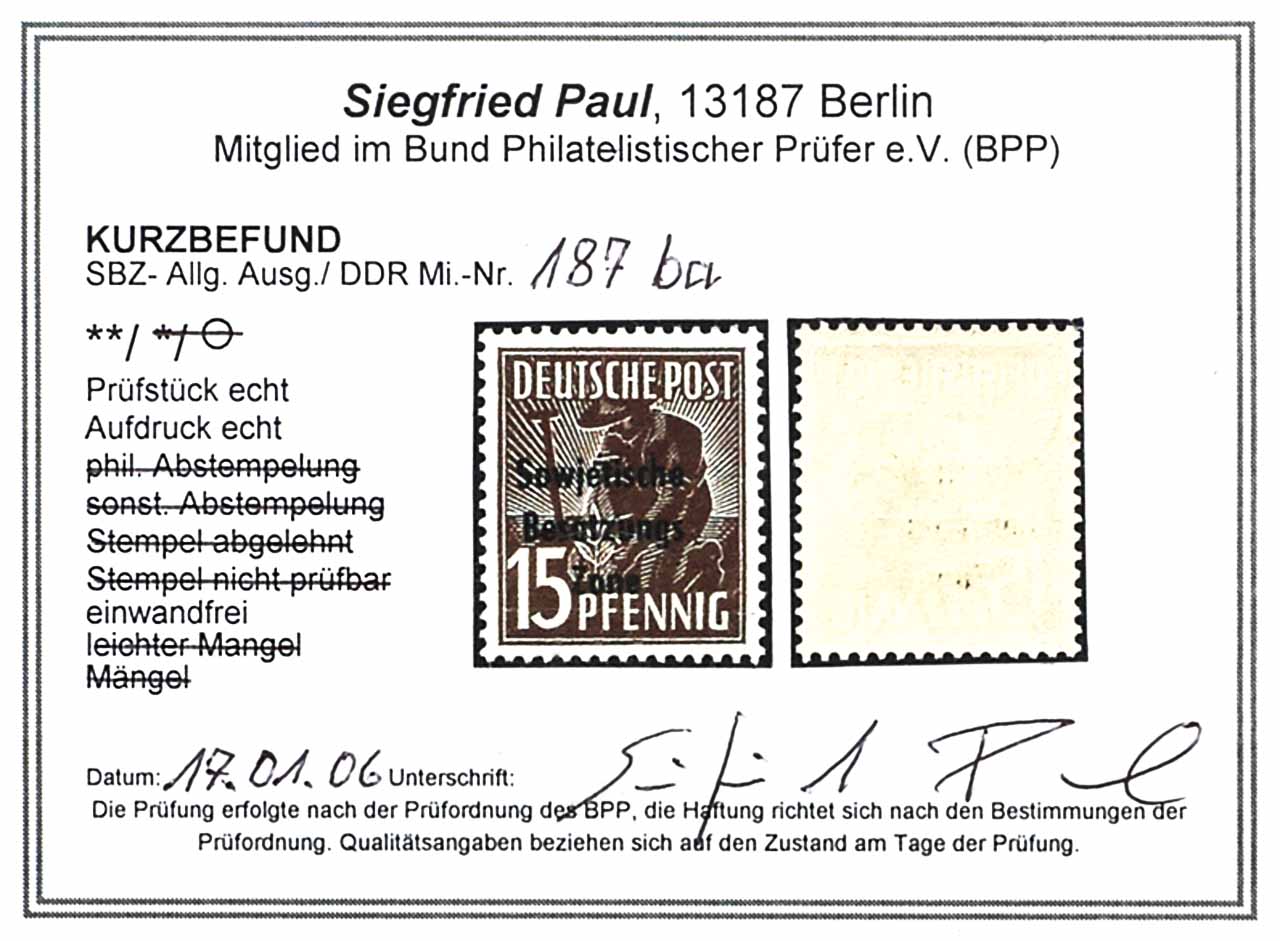 Siegfried Paul, 13187 Berlin
Mitglied im Bund Philatelistischer Prüfer e.V. (BPP)
KURZBEFUND
SBZ- Allg. Ausg./ DDR Mi.-Nr. 187 ba
**/ */ O
Prüfstück echt
Aufdruck echt
phil. Abstempelung
sonst. Abstempelung
Stempel abgelehnt
Stempel nicht prüfbar
einwandfrei
leichter Mangel
Mängel
DEUTSCHE POST
Sowjetische
Besatzungs
Zone
15 PFENNIG
Datum: 17.01.06 Unterschrift:
Die Prüfung erfolgte nach der Prüfordnung des BPP, die Haftung richtet sich nach den Bestimmungen der
Prüfordnung. Qualitätsangaben beziehen sich auf den Zustand am Tage der Prüfung.